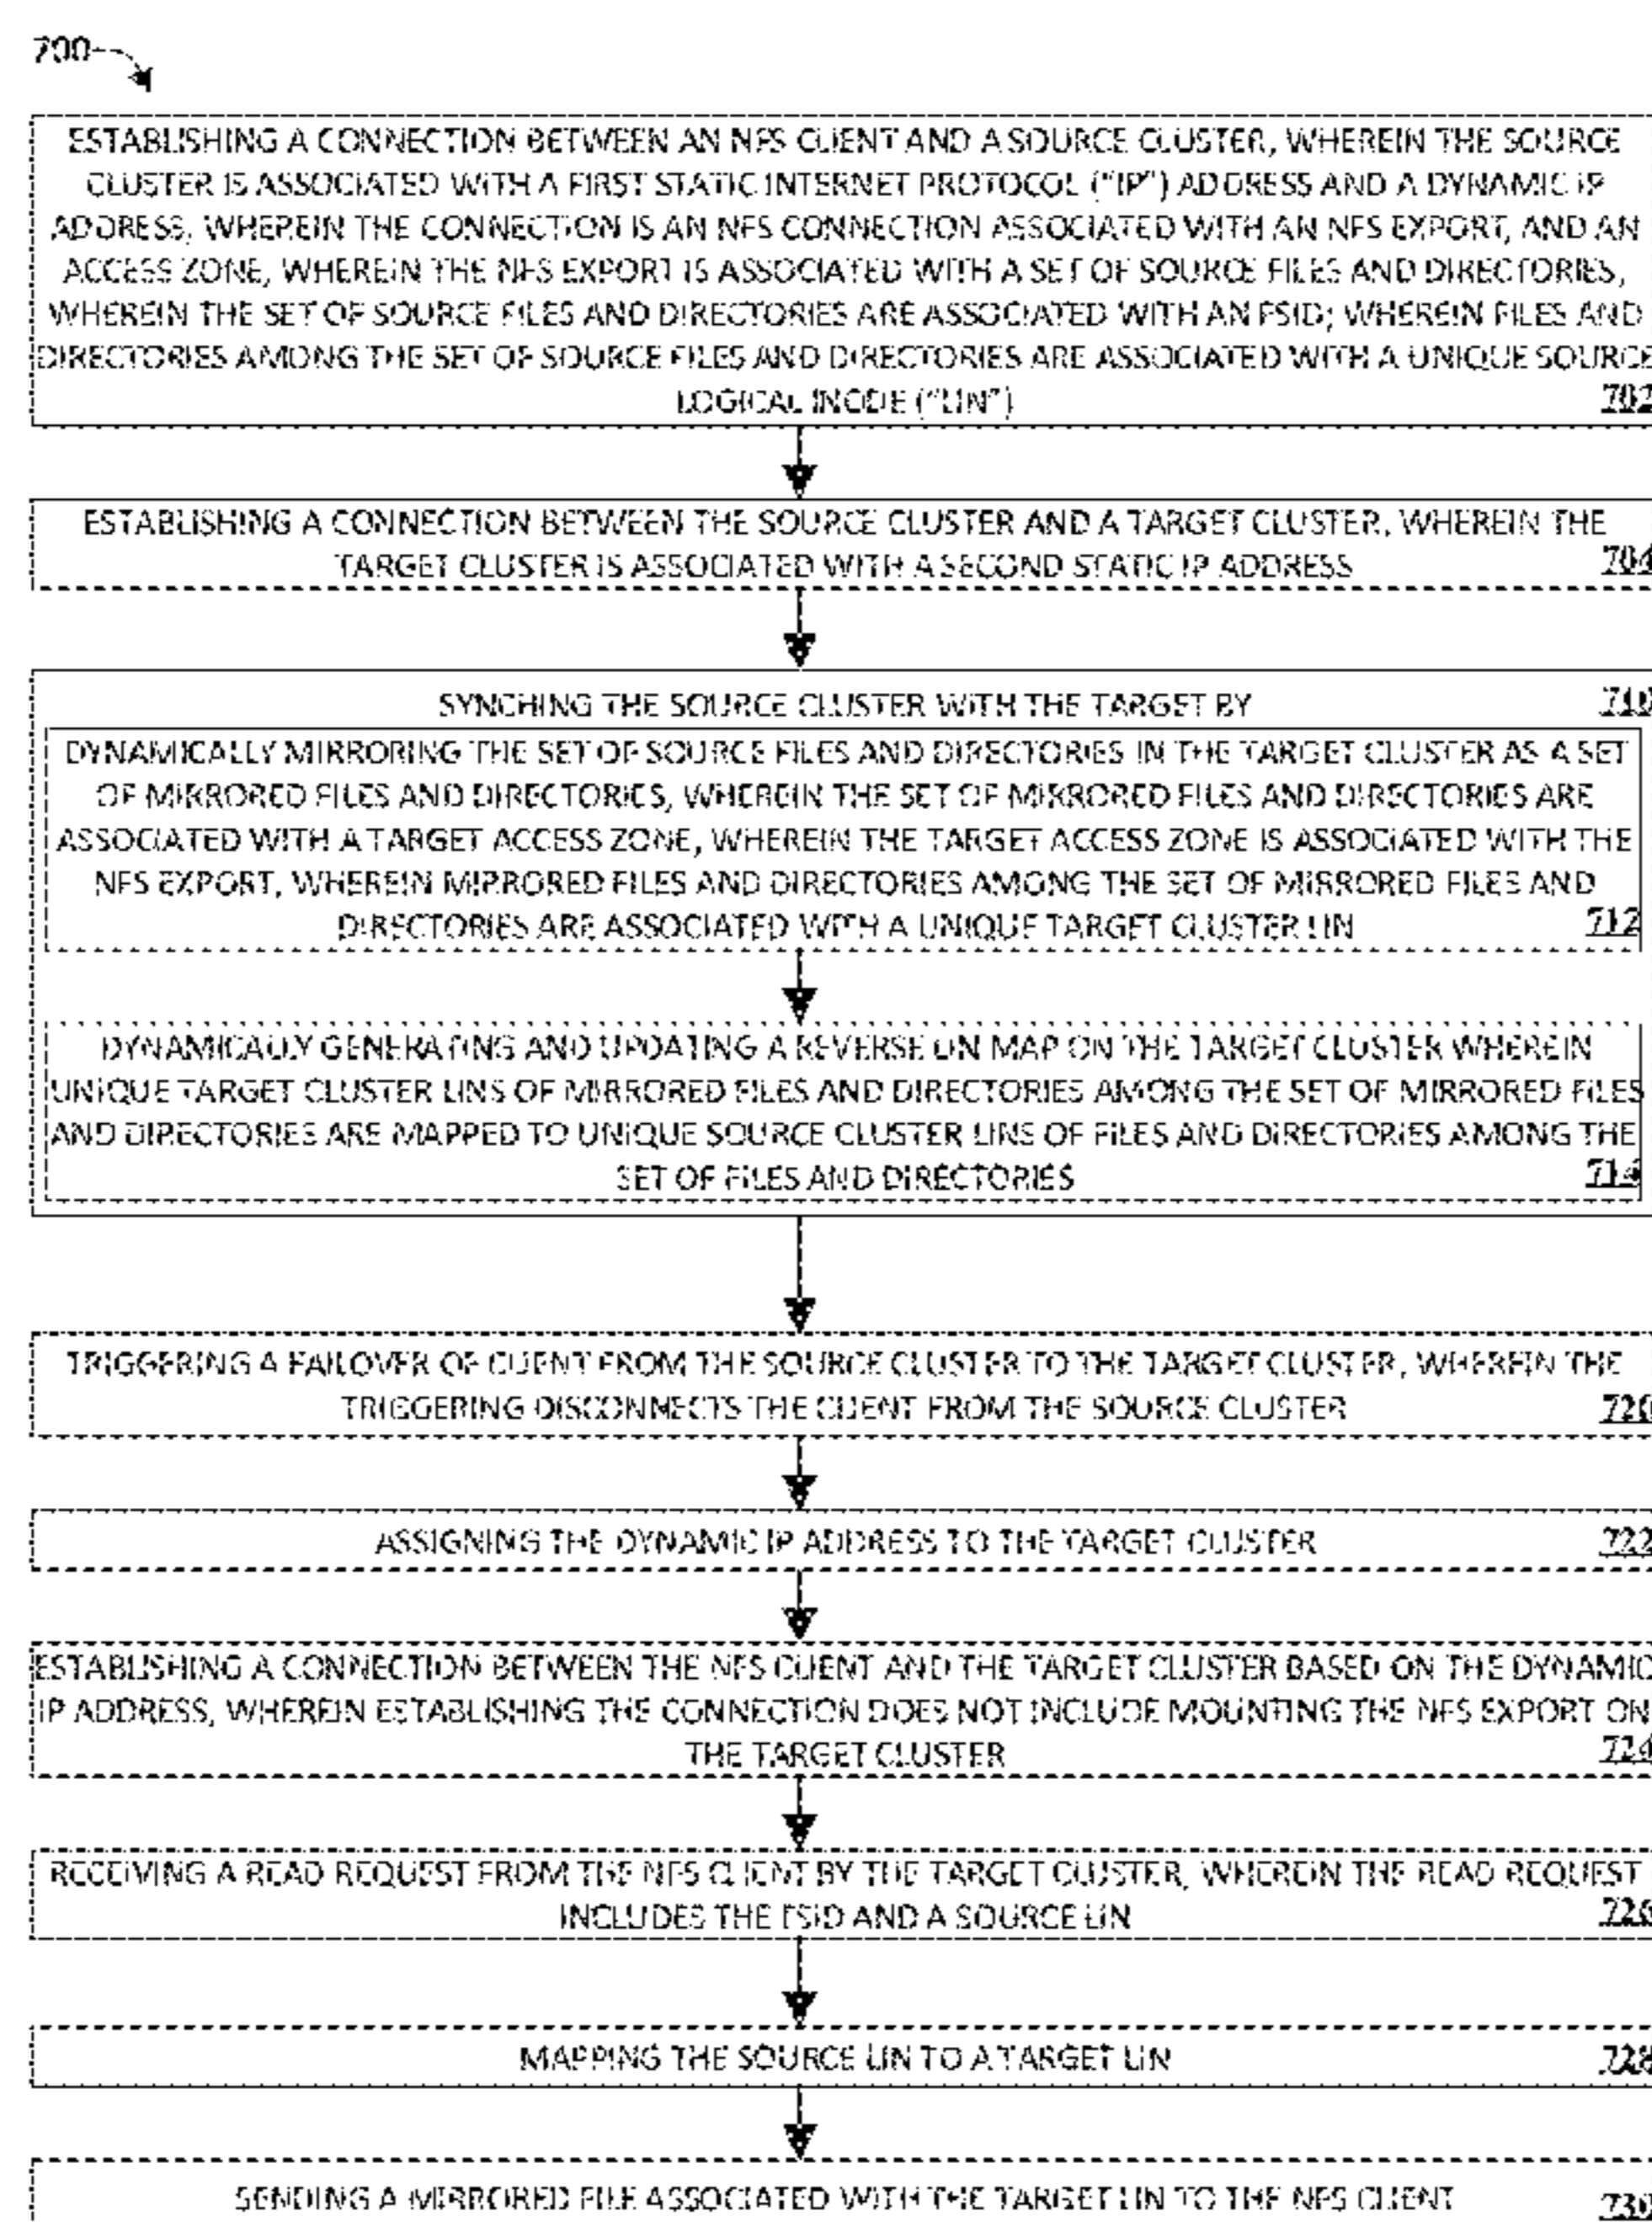 700
ESTABLISHING A CONNECTION BETWEEN AN NFS CLIENT AND A SOURCE CLUSTER, WHEREIN THE SOURCE
CLUSTER IS ASSOCIATED WITH A FIRST STATIC INTERNET PROTOCOL ("IP") ADDRESS AND A DYNAMIC IP
ADDRESS, WHEREIN THE CONNECTION IS AN NFS CONNECTION ASSOCIATED WITH AN NFS EXPORT, AND AN
ACCESS ZONE, WHEREIN THE NFS EXPORT IS ASSOCIATED WITH A SET OF SOURCE FILES AND DIRECTORIES,
WHEREIN THE SET OF SOURCE FILES AND DIRECTORIES ARE ASSOCIATED WITH AN FSID; WHEREIN FILES AND
DIRECTORIES AMONG THE SET OF SOURCE FILES AND DIRECTORIES ARE ASSOCIATED WITH A UNIQUE SOURCE
LOGICAL INODE ("LIN") 702
ESTABLISHING A CONNECTION BETWEEN THE SOURCE CLUSTER AND A TARGET CLUSTER, WHEREIN THE
TARGET CLUSTER IS ASSOCIATED WITH A SECOND STATIC IP ADDRESS 704
SYNCHING THE SOURCE CLUSTER WITH THE TARGET BY 710
DYNAMICALLY MIRRORING THE SET OF SOURCE FILES AND DIRECTORIES IN THE TARGET CLUSTER AS A SET
OF MIRRORED FILES AND DIRECTORIES, WHEREIN THE SET OF MIRRORED FILES AND DIRECTORIES ARE
ASSOCIATED WITH A TARGET ACCESS ZONE, WHEREIN THE TARGET ACCESS ZONE IS ASSOCIATED WITH THE
NFS EXPORT, WHEREIN MIRRORED FILES AND DIRECTORIES AMONG THE SET OF MIRRORED FILES AND
DIRECTORIES ARE ASSOCIATED WITH A UNIQUE TARGET CLUSTER LIN 712
DYNAMICALLY GENERATING AND UPDATING A REVERSE LIN MAP ON THE TARGET CLUSTER WHEREIN
UNIQUE TARGET CLUSTER LINS OF MIRRORED FILES AND DIRECTORIES AMONG THE SET OF MIRRORED FILES
AND DIRECTORIES ARE MAPPED TO UNIQUE SOURCE CLUSTER LINS OF FILES AND DIRECTORIES AMONG THE
SET OF FILES AND DIRECTORIES 714
TRIGGERING A FAILOVER OF CLIENT FROM THE SOURCE CLUSTER TO THE TARGET CLUSTER, WHEREIN THE
TRIGGERING DISCONNECTS THE CLIENT FROM THE SOURCE CLUSTER 720
ASSIGNING THE DYNAMIC IP ADDRESS TO THE TARGET CLUSTER 722
ESTABLISHING A CONNECTION BETWEEN THE NFS CLIENT AND THE TARGET CLUSTER BASED ON THE DYNAMIC
IP ADDRESS, WHEREIN ESTABLISHING THE CONNECTION DOES NOT INCLUDE MOUNTING THE NFS EXPORT ON
THE TARGET CLUSTER 724
RECEIVING A READ REQUEST FROM THE NFS CLIENT BY THE TARGET CLUSTER, WHEREIN THE READ REQUEST
INCLUDES THE FSID AND A SOURCE LIN 726
MAPPING THE SOURCE LIN TO A TARGET LIN 728
SENDING A MIRRORED FILE ASSOCIATED WITH THE TARGET LIN TO THE NFS CLIENT 730